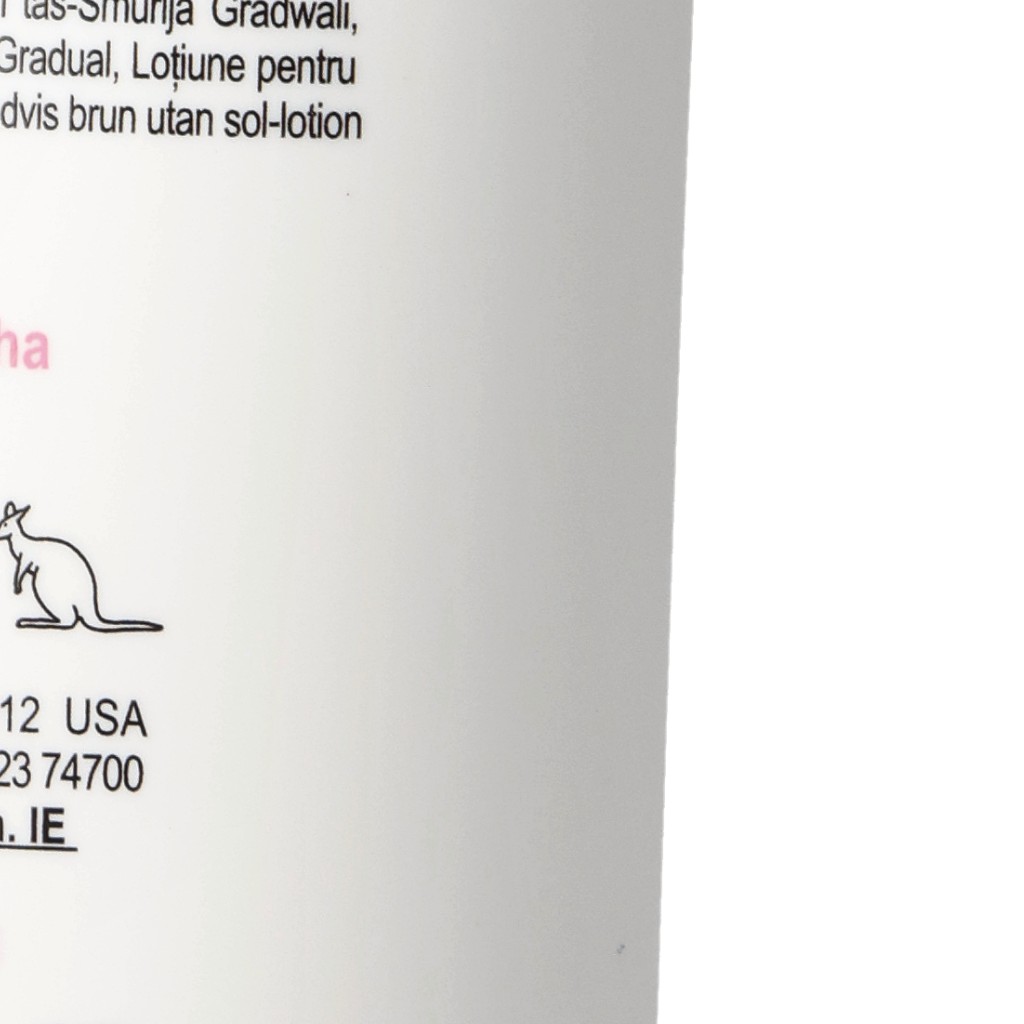 tas-Smurija Gradwali,
Gradual, Loțiune pentru
dvis brun utan sol-lotion
ha
12 USA
23 74700
. IE